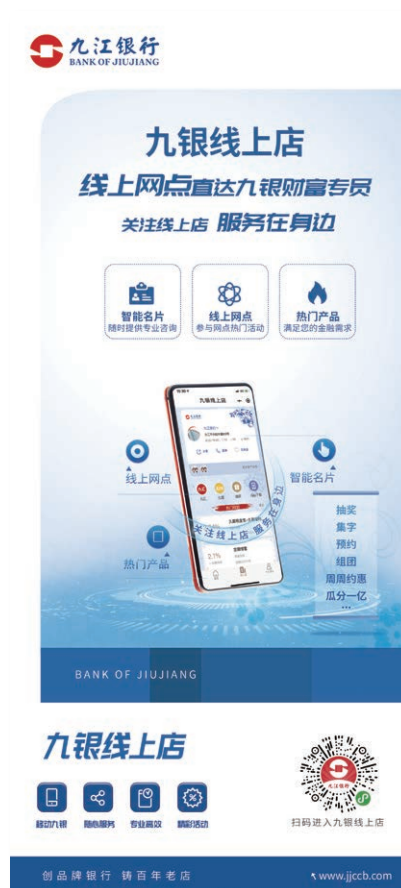 九江银行
BANK OF JIUJIANG
九银线上店
线上网点直达九银财富专员
关注线上店 服务在身边
智能名片
随时提供专业咨询
线上网点
参与网点热门活动
热门产品
满足您的金融需求
九银线上店
线上网点
智能名片
热门产品
关注线上店 服务在身边
2.1%
抽奖
集字
预约
组团
周周约惠
瓜分一亿
...
BANK OF JIUJIANG
九银线上店
移动九银
随心服务
专业高效
精彩活动
九江银行
扫码进入九银线上店
创品牌银行 铸百年老店
www.jjccb.com